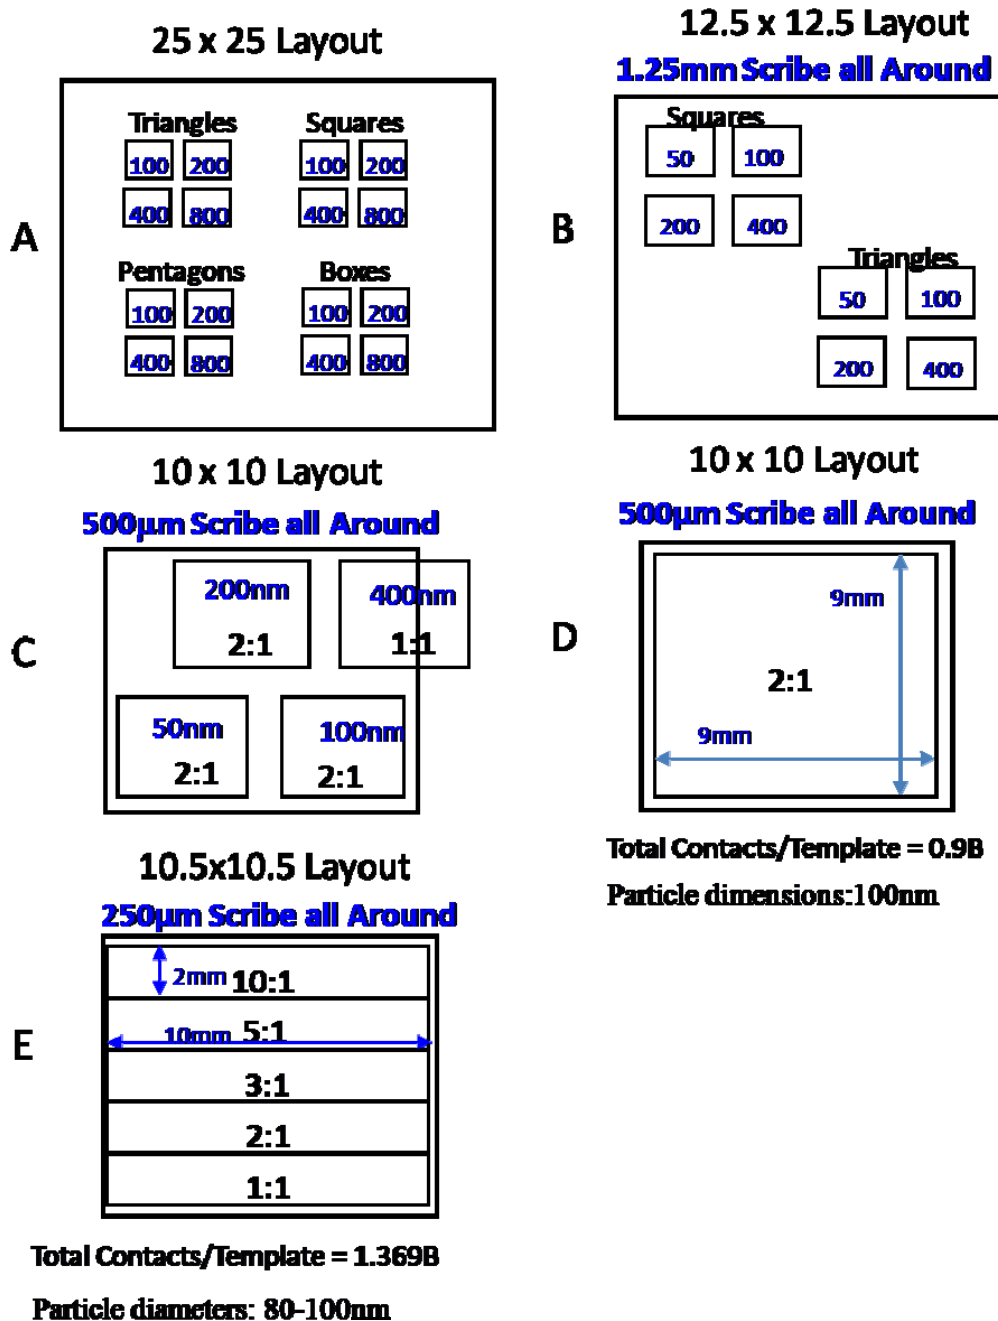 25 x 25 Layout
A
Triangles
100 200
400 800
Squares
100 200
400 800
Pentagons
100 200
400 800
Boxes
100 200
400 800
12.5 x 12.5 Layout
1.25mm Scribe all Around
B
Squares
50 100
200 400
Triangles
50 100
200 400
10 x 10 Layout
500μm Scribe all Around
C
200nm
2:1
400nm
1:1
50nm
2:1
100nm
2:1
10 x 10 Layout
500μm Scribe all Around
D
9mm
2:1
9mm
Total Contacts/Template = 0.9B
Particle dimensions:100nm
10.5x10.5 Layout
250μm Scribe all Around
E
2mm 10:1
10mm 5:1
3:1
2:1
1:1
Total Contacts/Template = 1.369B
Particle diameters: 80-100nm